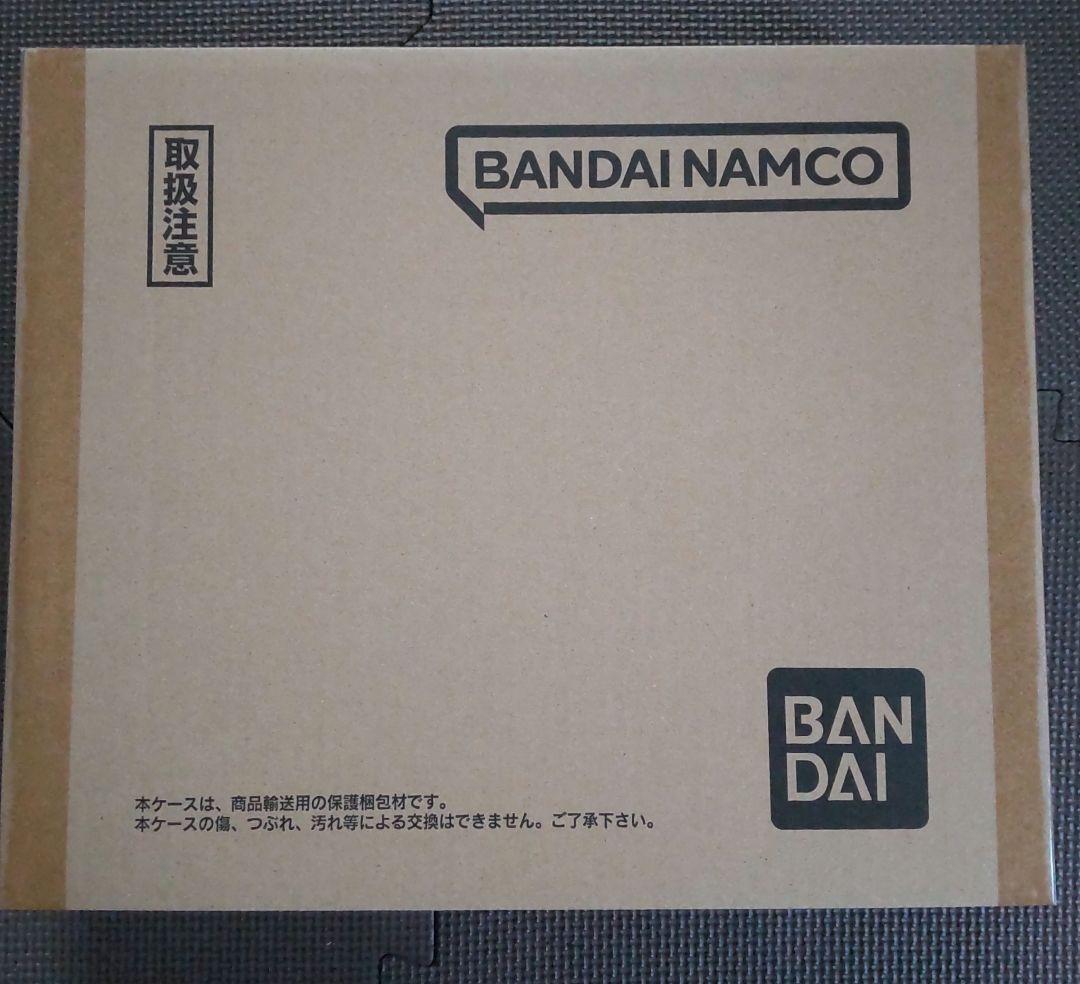 取扱注意
BANDAI NAMCO
BAN
DAI
本ケースは、商品輸送用の保護梱包材です。
本ケースの傷、つぶれ、汚れ等による交換はできません。ご了承下さい。